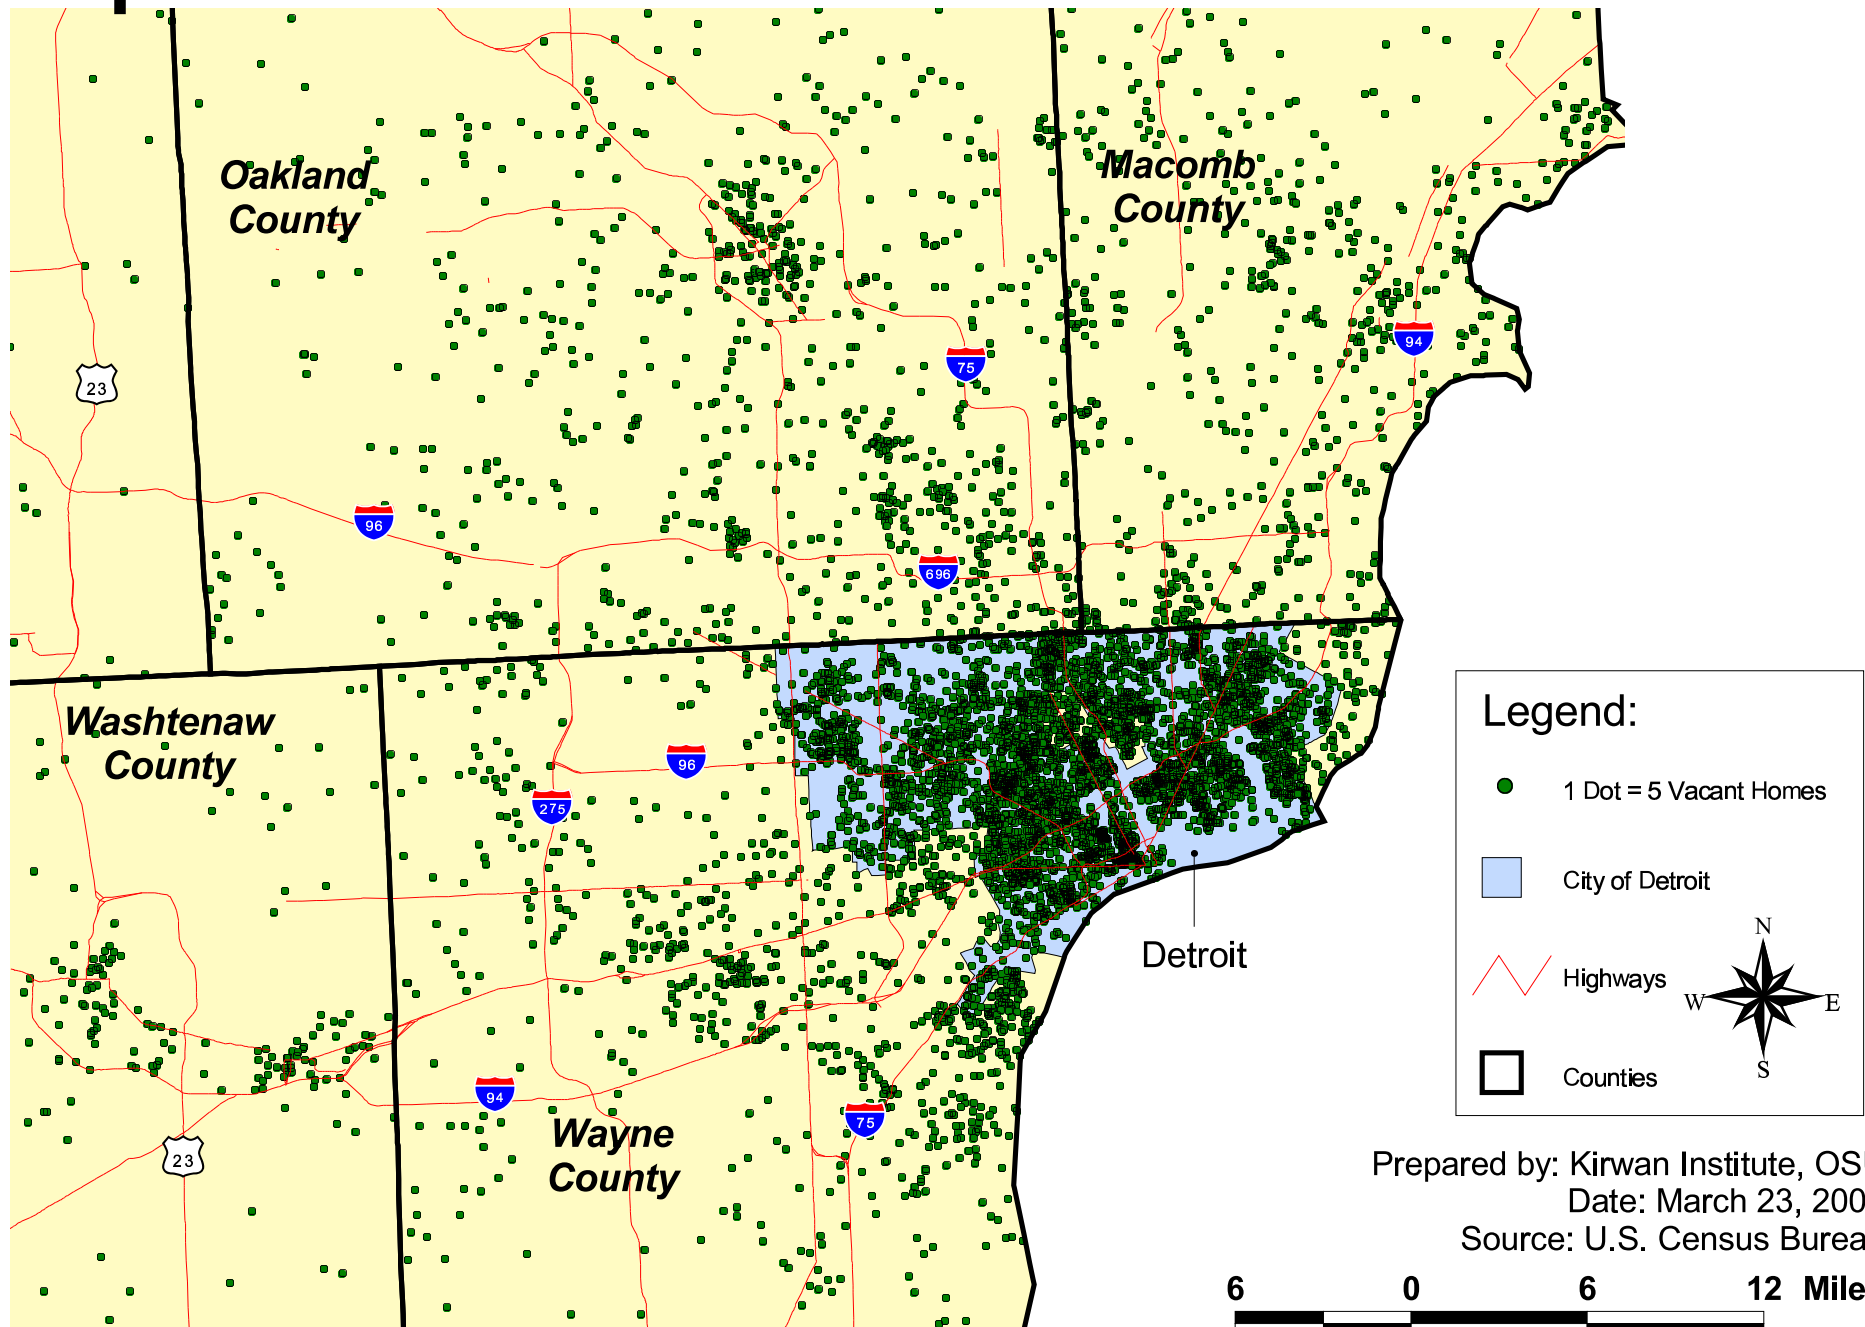 Oakland
County
Macomb
County
94
75
23
96
696
Washtenaw
County
96
275
Detroit
94
75
Wayne
County
23
Legend:
1 Dot = 5 Vacant Homes
City of Detroit
Highways
Counties
N
W
E
S
Prepared by: Kirwan Institute, OS
Date: March 23, 200
Source: U.S. Census Burea
6 0 6 12 Mile